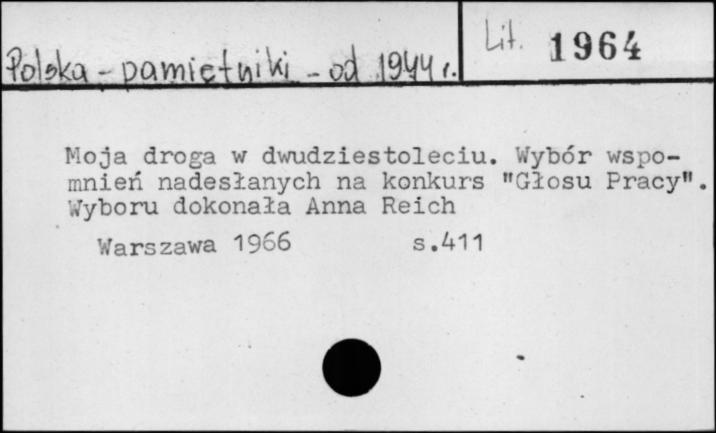 Polska - pamiętniki - od 1944 r.
Lit. 1964
Moja droga w dwudziestoleciu. Wybór wspo-
mnień nadesłanych na konkurs "Głosu Pracy".
Wyboru dokonała Anna Reich
Warszawa 1966 s.411